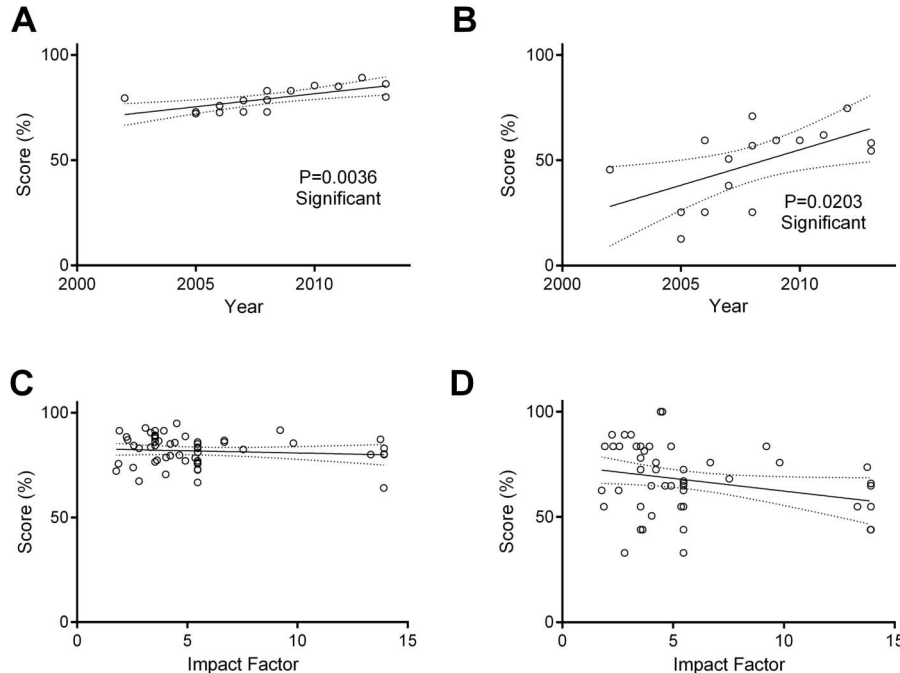 A
100
50
0
Score (%)
P=0.0036
Significant
2000
2005
2010
Year
B
100
50
0
Score (%)
P=0.0203
Significant
2000
2005
2010
Year
C
100
50
0
Score (%)
0
5
10
15
Impact Factor
D
100
50
0
Score (%)
0
5
10
15
Impact Factor